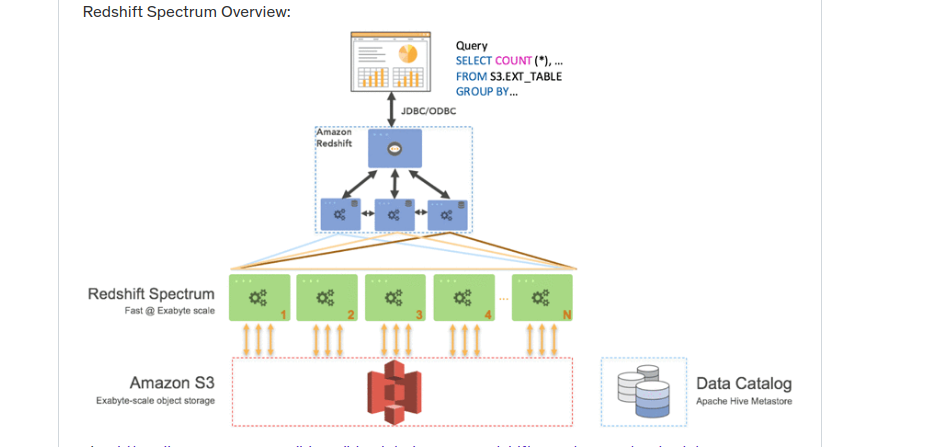 Redshift Spectrum Overview:
Query
SELECT COUNT (*), ...
FROM S3.EXT_TABLE
GROUP BY...
JDBC/ODBC
Amazon
Redshift
Redshift Spectrum
Fast @ Exabyte scale
1
2
3
4
...
N
Amazon S3
Exabyte-scale object storage
Data Catalog
Apache Hive Metastore